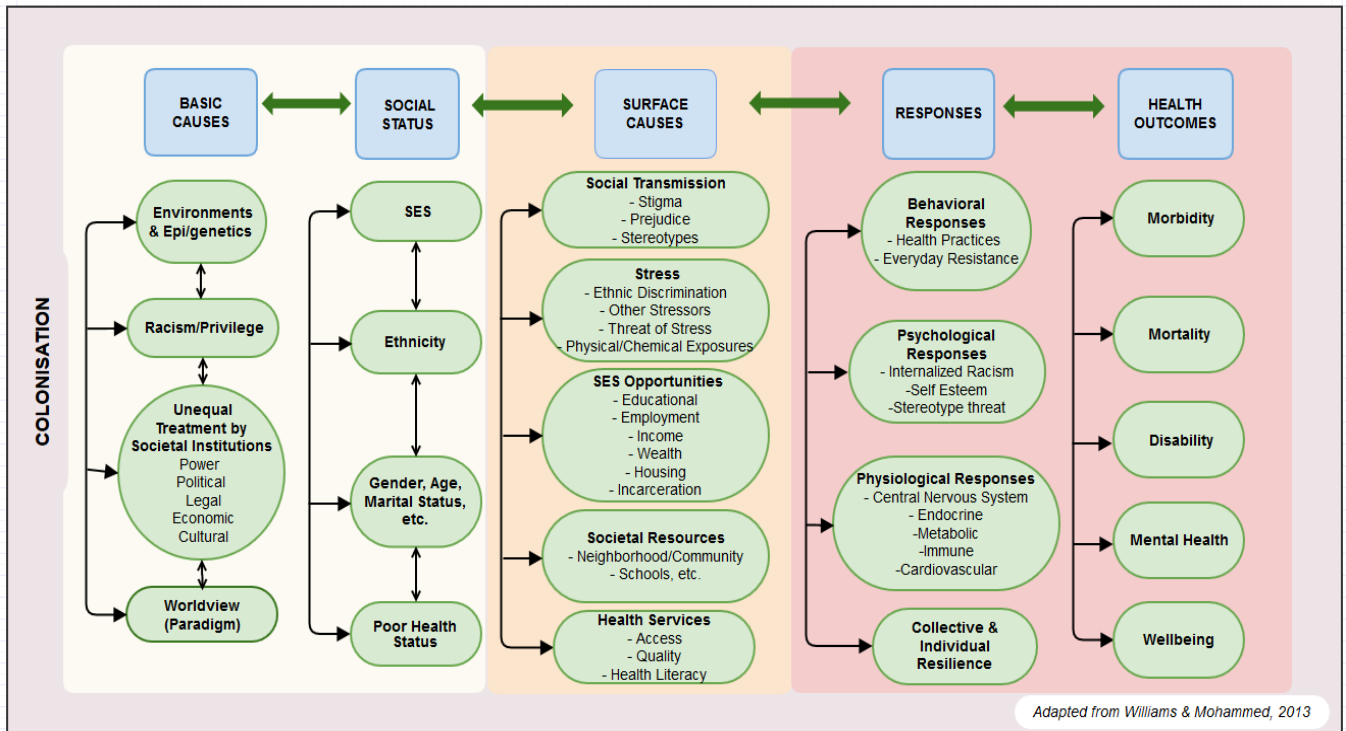 COLONISATION
BASIC
CAUSES
SOCIAL
STATUS
SURFACE
CAUSES
RESPONSES
HEALTH
OUTCOMES
Environments
& Epi/genetics
Racism/Privilege
Unequal
Treatment by
Societal Institutions
Power
Political
Legal
Economic
Cultural
Worldview
(Paradigm)
SES
Ethnicity
Gender, Age,
Marital Status,
etc.
Poor Health
Status
Social Transmission
- Stigma
- Prejudice
- Stereotypes
Stress
- Ethnic Discrimination
- Other Stressors
- Threat of Stress
- Physical/Chemical Exposures
SES Opportunities
- Educational
- Employment
- Income
- Wealth
- Housing
- Incarceration
Societal Resources
- Neighborhood/Community
- Schools, etc.
Health Services
- Access
- Quality
- Health Literacy
Behavioral
Responses
- Health Practices
- Everyday Resistance
Psychological
Responses
- Internalized Racism
-Self Esteem
-Stereotype threat
Physiological Responses
- Central Nervous System
- Endocrine
-Metabolic
-Immune
-Cardiovascular
Collective &
Individual
Resilience
Morbidity
Mortality
Disability
Mental Health
Wellbeing
Adapted from Williams & Mohammed, 2013